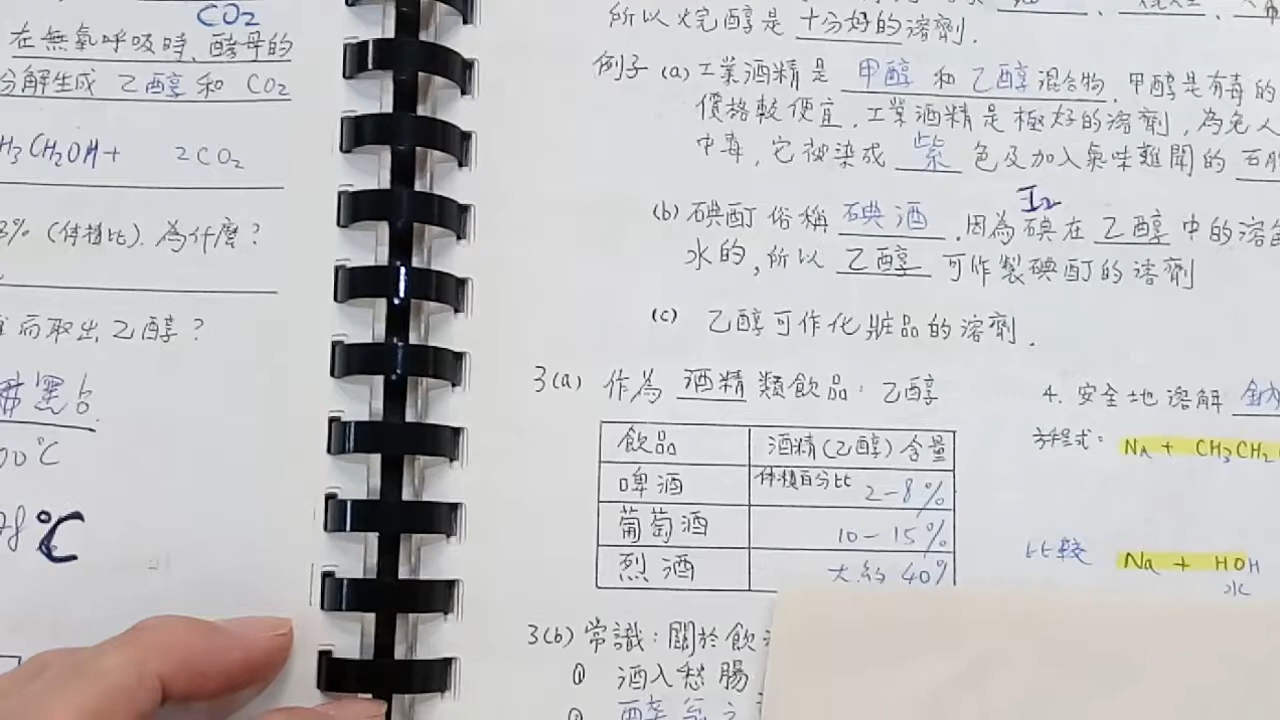 CO₂
在無氧呼吸時、酵母的
分解生成 乙醇 和 CO₂
H₃CH₂OH + 2CO₂
3% (体積比). 為什麼?
而取出 乙醇?
00°C
78°C
所以烷醇是 十分好的 溶劑.
例子 (a) 工業酒精是 甲醇 和 乙醇 混合物. 甲醇是有毒的
價格較便宜. 工業酒精是極好的溶劑, 為免人
中毒, 它被染成 紫 色及加入氣味難聞的
I₂
(b) 碘酊俗稱 碘酒 . 因為碘在 乙醇 中的溶
水的, 所以 乙醇 可作製碘酊的溶劑
(c) 乙醇可作化粧品的溶劑.
3(a) 作為 酒精 類飲品: 乙醇
飲品 酒精(乙醇)含量
啤酒 体積百分比 2-8%
葡萄酒 10-15%
烈酒 大約 40%
3(b) 常識: 關於飲
① 酒入愁腸
4. 安全地溶解
方程式: Na + CH₃CH₂
比較 Na + HOH
水